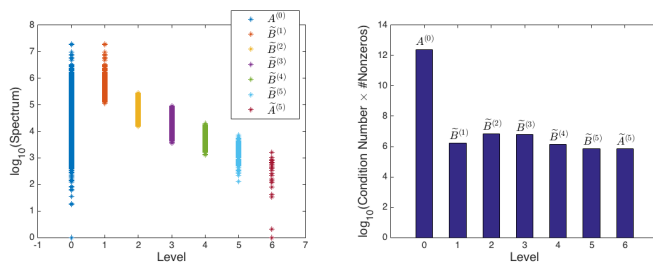 8
7
6
5
4
3
2
1
0
-1 0 1 2 3 4 5 6 7
log₁₀(Spectrum)
Level
A⁽⁰⁾
B̃⁽¹⁾
B̃⁽²⁾
B̃⁽³⁾
B̃⁽⁴⁾
B̃⁽⁵⁾
Ã⁽⁵⁾
14
12
10
8
6
4
2
0
0 1 2 3 4 5 6
log₁₀(Condition Number × #Nonzeros)
Level
A⁽⁰⁾
B̃⁽¹⁾
B̃⁽²⁾
B̃⁽³⁾
B̃⁽⁴⁾
B̃⁽⁵⁾
Ã⁽⁵⁾